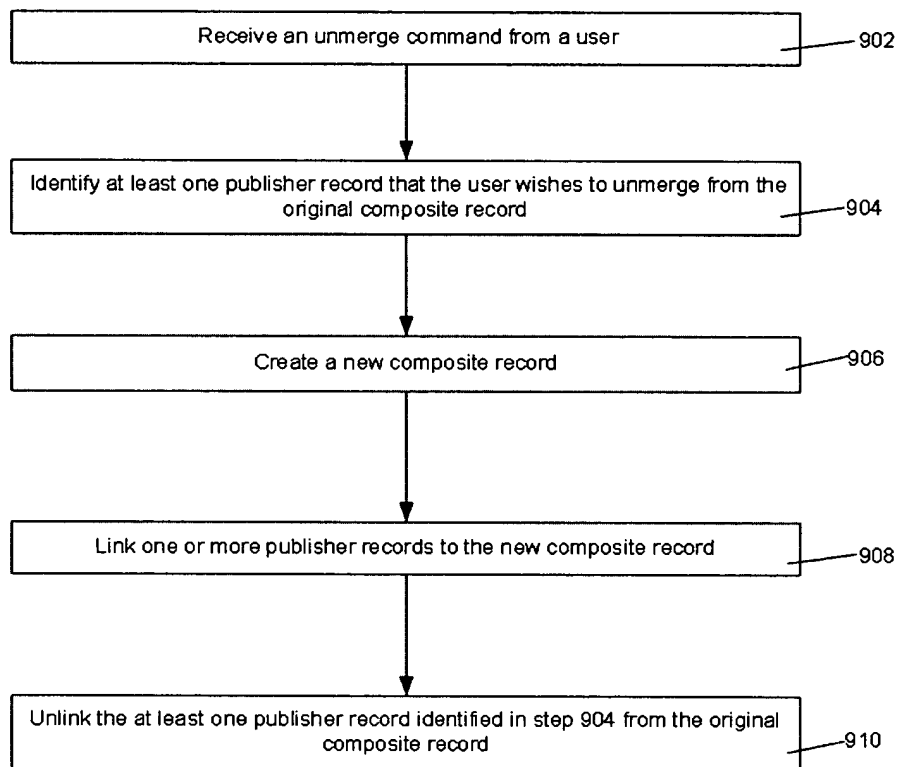 Receive an unmerge command from a user
902
Identify at least one publisher record that the user wishes to unmerge from the
original composite record
904
Create a new composite record
906
Link one or more publisher records to the new composite record
908
Unlink the at least one publisher record identified in step 904 from the original
composite record
910